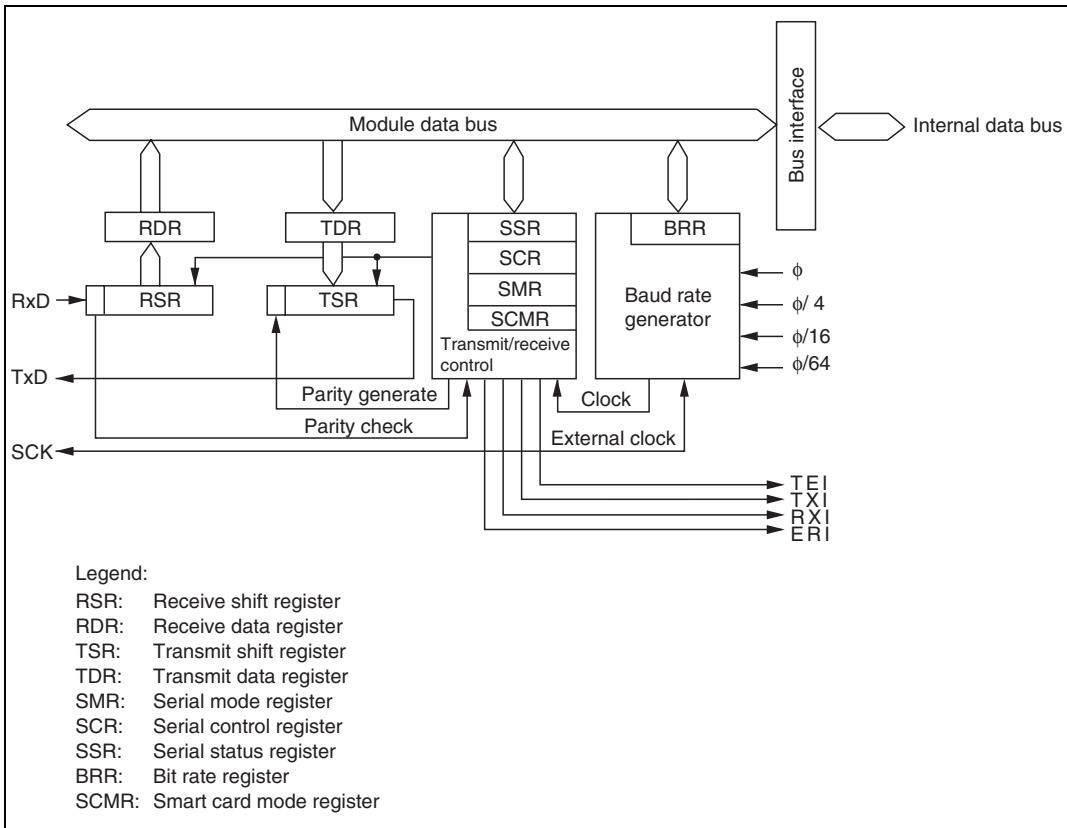 Bus interface
Module data bus
Internal data bus
RDR
TDR
SSR
BRR
SCR
RxD
RSR
TSR
SMR
SCMR
Baud rate
generator
ϕ
ϕ/ 4
ϕ/16
ϕ/64
Transmit/receive
control
TxD
Parity generate
Clock
Parity check
External clock
SCK
TEI
TXI
RXI
ERI
Legend:
RSR: Receive shift register
RDR: Receive data register
TSR: Transmit shift register
TDR: Transmit data register
SMR: Serial mode register
SCR: Serial control register
SSR: Serial status register
BRR: Bit rate register
SCMR: Smart card mode register